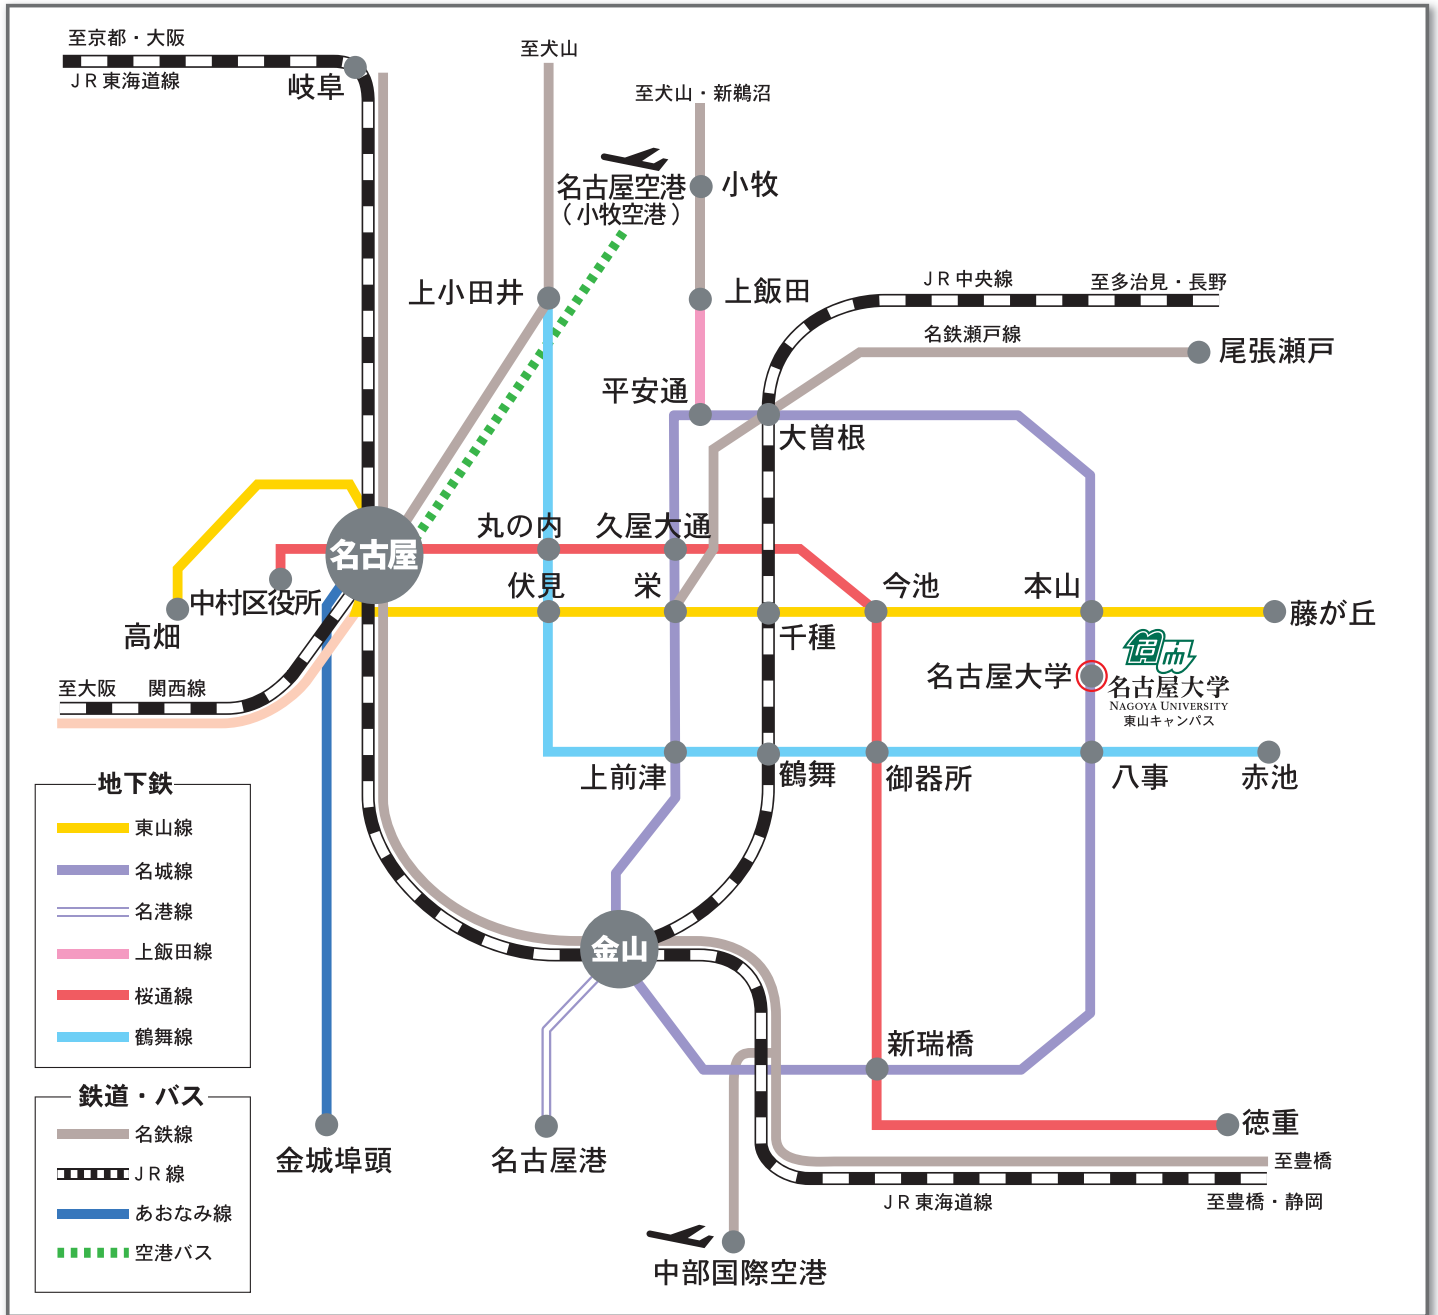 至京都・大阪
JR東海道線
岐阜
至犬山
至犬山・新鵜沼
名古屋空港
（小牧空港）
小牧
上小田井
上飯田
JR中央線
至多治見・長野
名鉄瀬戸線
尾張瀬戸
平安通
大曽根
丸の内
久屋大通
名古屋
中村区役所
高畑
伏見
栄
千種
今池
本山
藤が丘
名古屋大学
名古屋大学
NAGOYA UNIVERSITY
東山キャンパス
至大阪
関西線
上前津
鶴舞
御器所
八事
赤池
地下鉄
東山線
名城線
名港線
上飯田線
桜通線
鶴舞線
金山
新瑞橋
鉄道・バス
名鉄線
JR線
あおなみ線
空港バス
金城埠頭
名古屋港
徳重
至豊橋
JR東海道線
至豊橋・静岡
中部国際空港